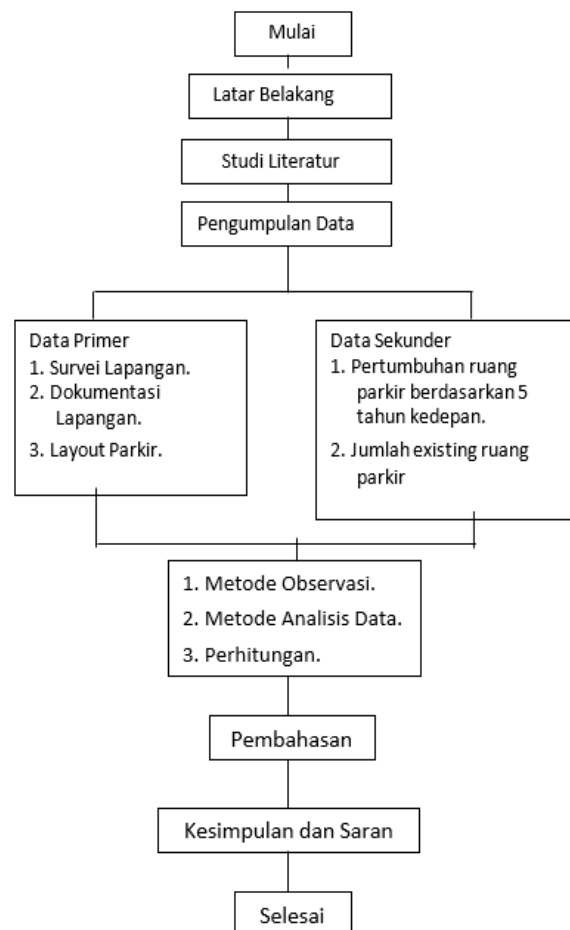 Mulai
Latar Belakang
Studi Literatur
Pengumpulan Data
Data Primer
1. Survei Lapangan.
2. Dokumentasi
Lapangan.
3. Layout Parkir.
Data Sekunder
1. Pertumbuhan ruang
parkir berdasarkan 5
tahun kedepan.
2. Jumlah existing ruang
parkir
1. Metode Observasi.
2. Metode Analisis Data.
3. Perhitungan.
Pembahasan
Kesimpulan dan Saran
Selesai